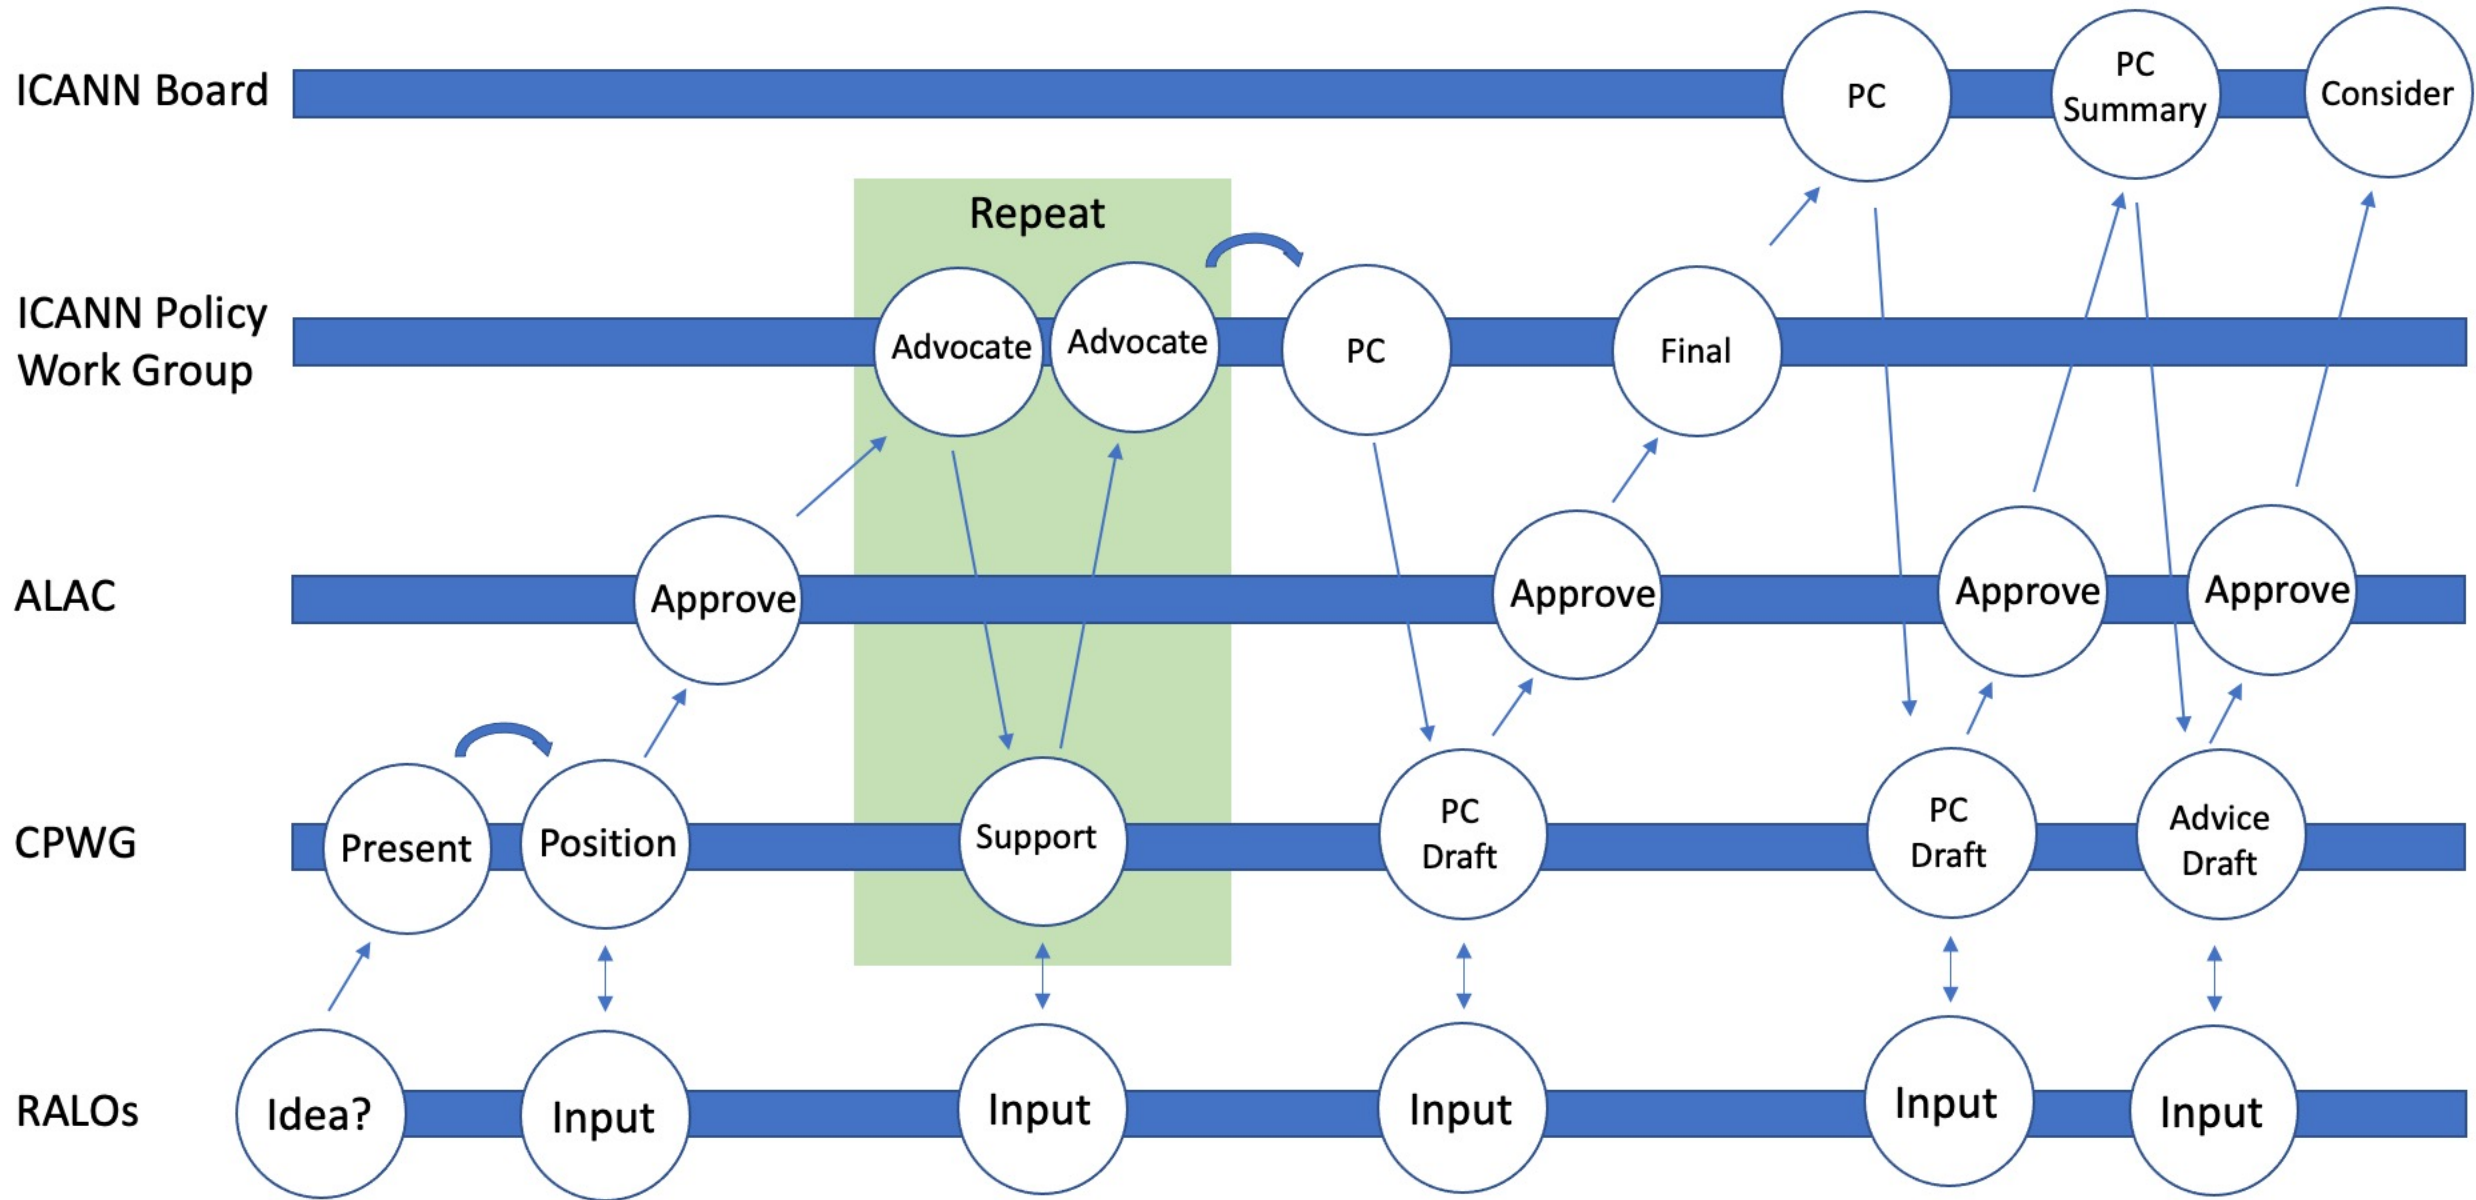 ICANN Board
PC
PC
Summary
Consider
Repeat
ICANN Policy
Work Group
Advocate
Advocate
PC
Final
ALAC
Approve
Approve
Approve
Approve
CPWG
Present
Position
Support
PC
Draft
PC
Draft
Advice
Draft
RALOs
Idea?
Input
Input
Input
Input
Input